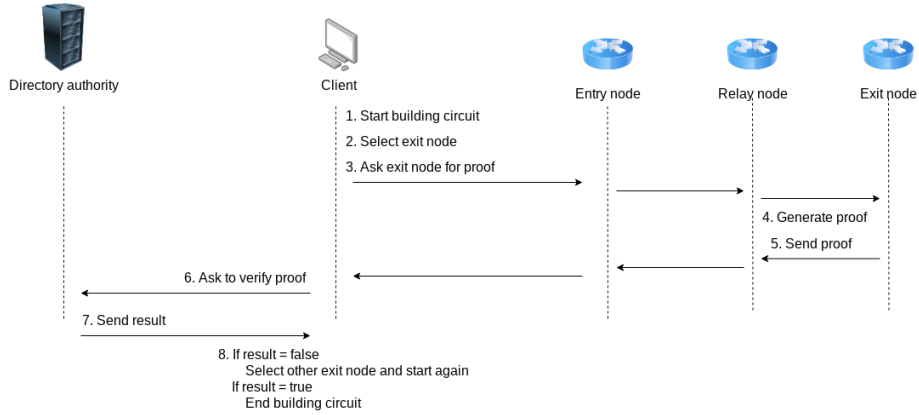 Directory authority
Client
Entry node
Relay node
Exit node
1. Start building circuit
2. Select exit node
3. Ask exit node for proof
4. Generate proof
5. Send proof
6. Ask to verify proof
7. Send result
8. If result = false
Select other exit node and start again
If result = true
End building circuit